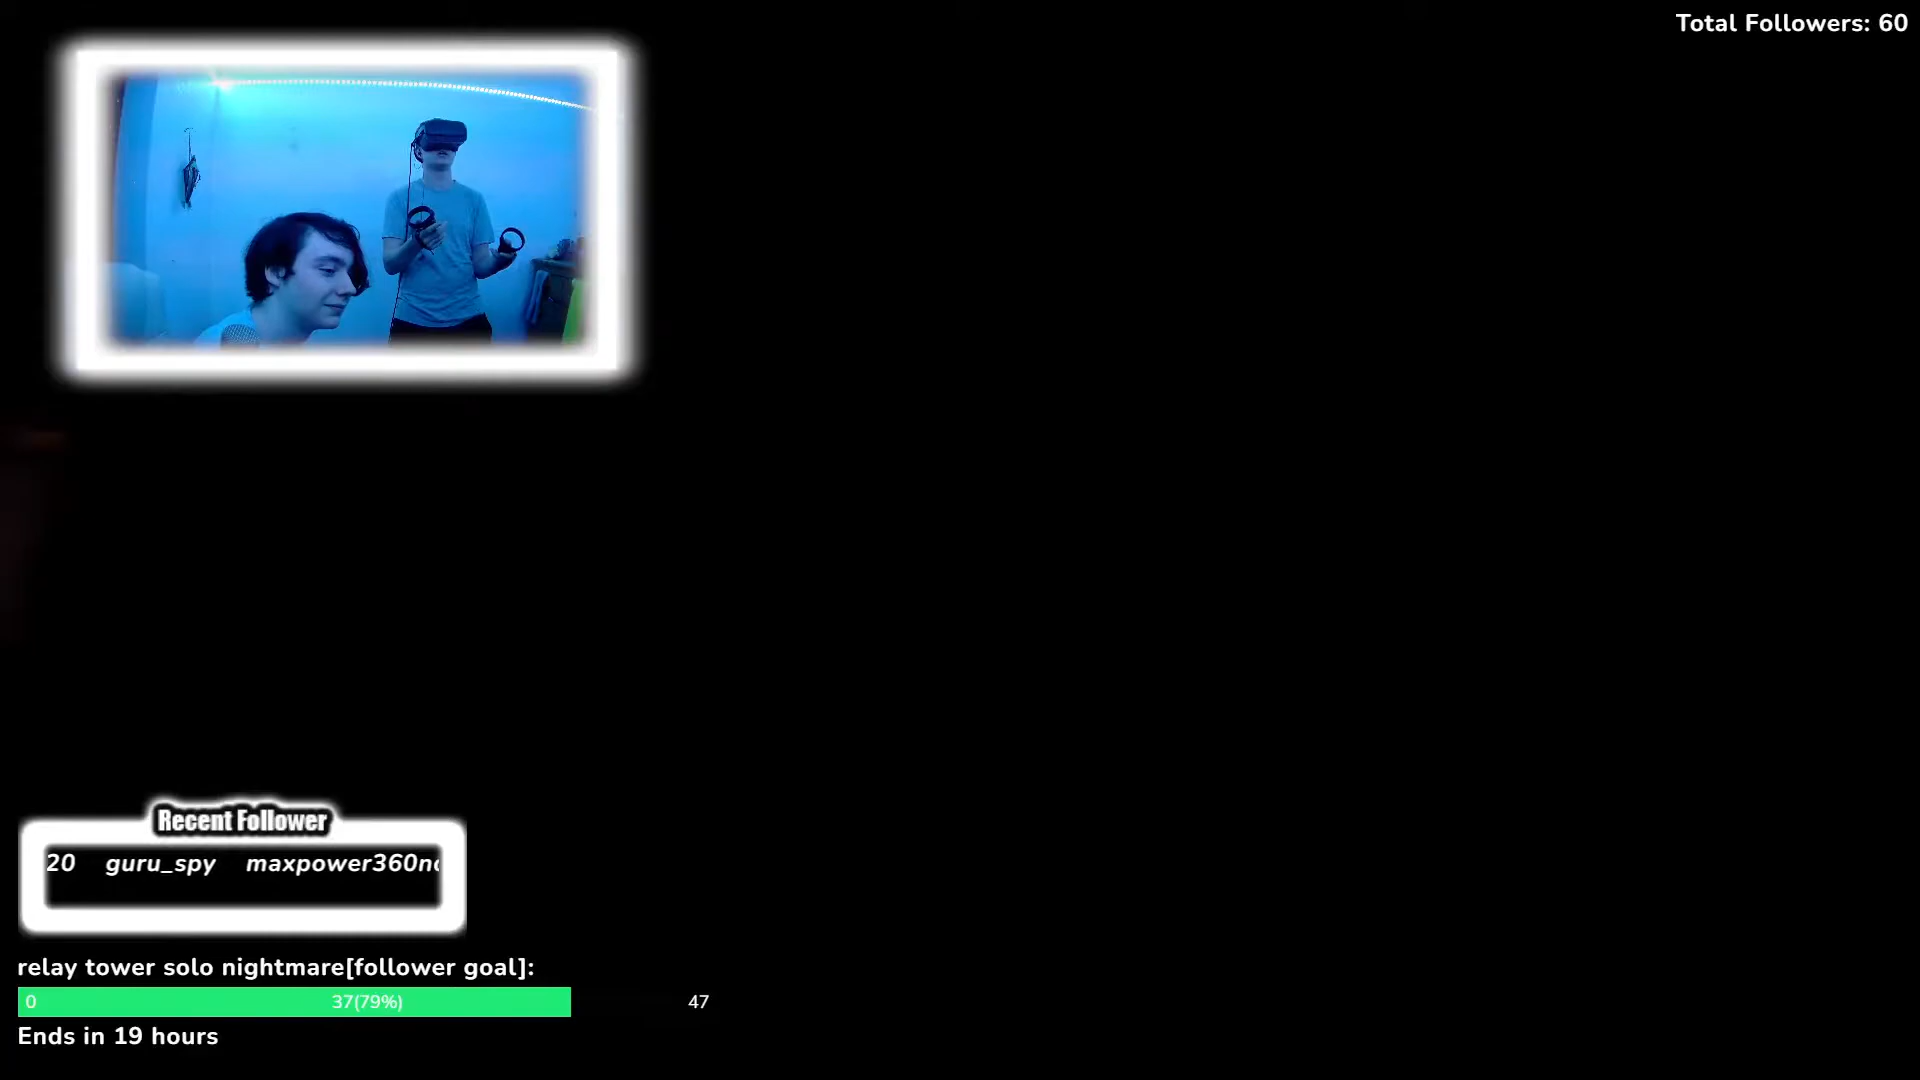 Total Followers: 60
Recent Follower
20 guru_spy maxpower360no
relay tower solo nightmare[follower goal]:
0 37(79%) 47
Ends in 19 hours